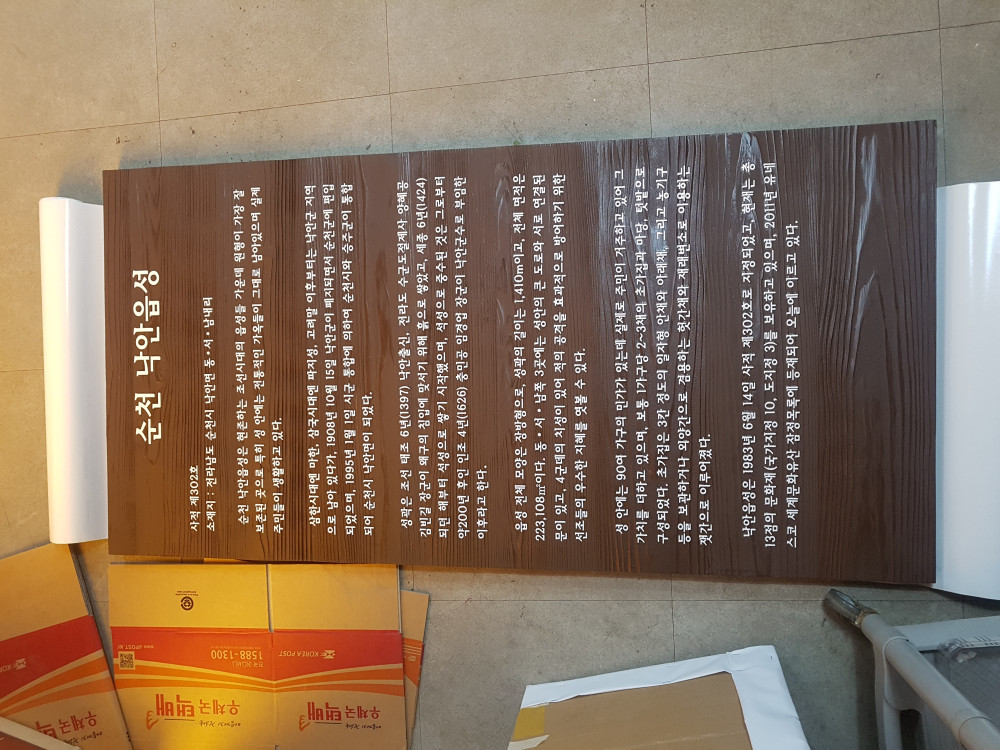 순천 낙안읍성
사적 제302호
소재지 : 전라남도 순천시 낙안면 동·서·남내리
순천 낙안읍성은 현존하는 조선시대의 읍성들 가운데 원형이 가장 잘
보존된 곳으로 특히 성 안에는 전통적인 가옥들이 그대로 남아있으며 실제
주민들이 생활하고 있다.
삼한시대엔 마한, 삼국시대엔 백제성, 고려말 이후부터는 낙안군 지역
으로 남아 있다가, 1908년 10월 15일 낙안군이 폐지되면서 순천군에 편입
되었으며, 1995년 1월 1일 시군 통합에 의하여 순천시와 승주군이 통합
되어 순천시 낙안면이 되었다.
성곽은 조선 태조 6년(1397) 낙안출신, 전라도 수군도절제사 양혜공
김빈길 장군이 왜구의 침입에 맞서기 위해 흙으로 쌓았고, 세종 6년(1424)
되던 해부터 석성으로 쌓기 시작했으며, 석성으로 중수된 것은 그로부터
약200년 후인 인조 4년(1626) 충민공 임경업 장군이 낙안군수로 부임한
이후라고 한다.
읍성 전체 모양은 장방형으로, 성곽의 길이는 1,410m이고, 전체 면적은
223,108㎡이다. 동·서·남쪽 3곳에는 성안의 큰 도로와 서로 연결된
문이 있고, 4군데의 치성이 있어 적의 공격을 효과적으로 방어하기 위한
선조들의 우수한 지혜를 엿볼 수 있다.
성 안에는 90여 가구의 민가가 있는데 실제로 주민이 거주하고 있어 그
가치를 더하고 있으며, 보통 1가구당 2~3채의 초가집과 마당, 텃밭으로
구성되었다. 초가집은 3칸 정도의 일자형 안채와 아래채, 그리고 농기구
등을 보관하거나 외양간으로 겸용하는 헛간채와 재래변소로 이용하는
잿간으로 이루어졌다.
낙안읍성은 1983년 6월 14일 사적 제302호로 지정되었고, 현재는 총
13점의 문화재(국가지정 10, 도지정 3)를 보유하고 있으며, 2011년 유네
스코 세계문화유산 잠정목록에 등재되어 오늘에 이르고 있다.
KOREA POST
1588-1300
우체국택배
KOREA POST
우체국택배
우체국택배